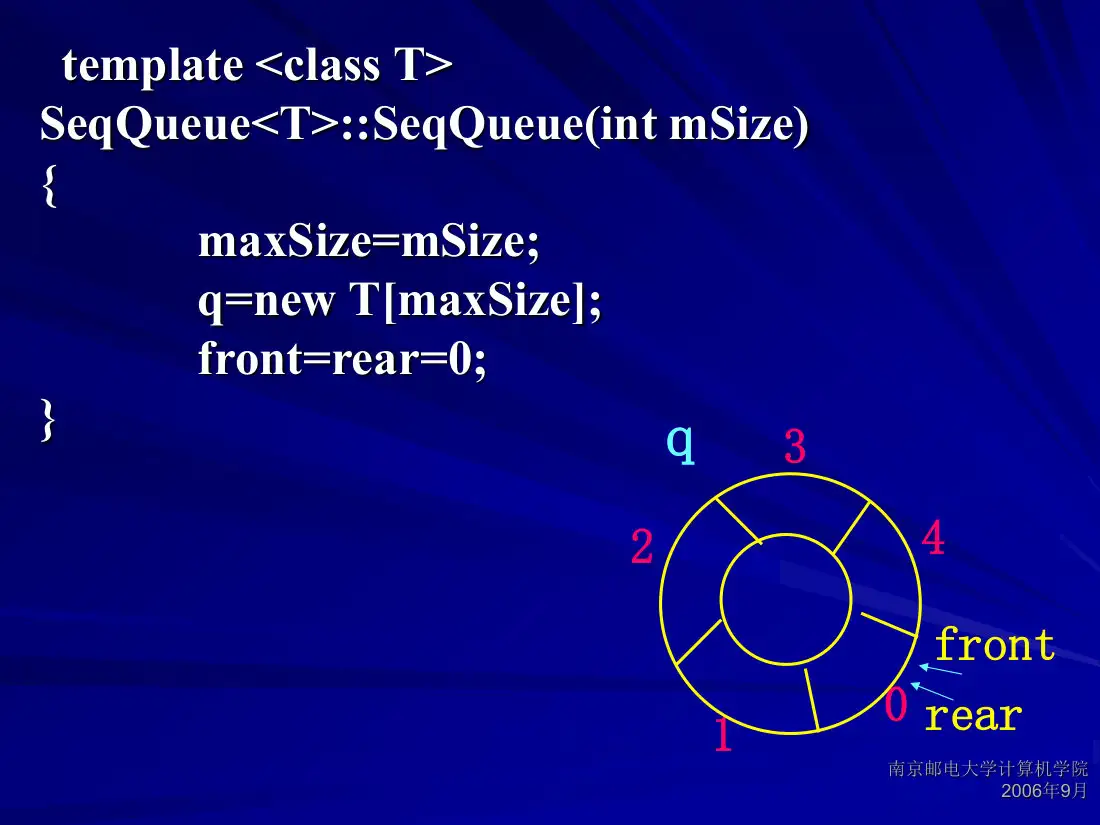 template <class T>
SeqQueue<T>::SeqQueue(int mSize)
{
maxSize=mSize;
q=new T[maxSize];
front=rear=0;
}
q
3
2
4
front
0
rear
1
南京邮电大学计算机学院
2006年9月